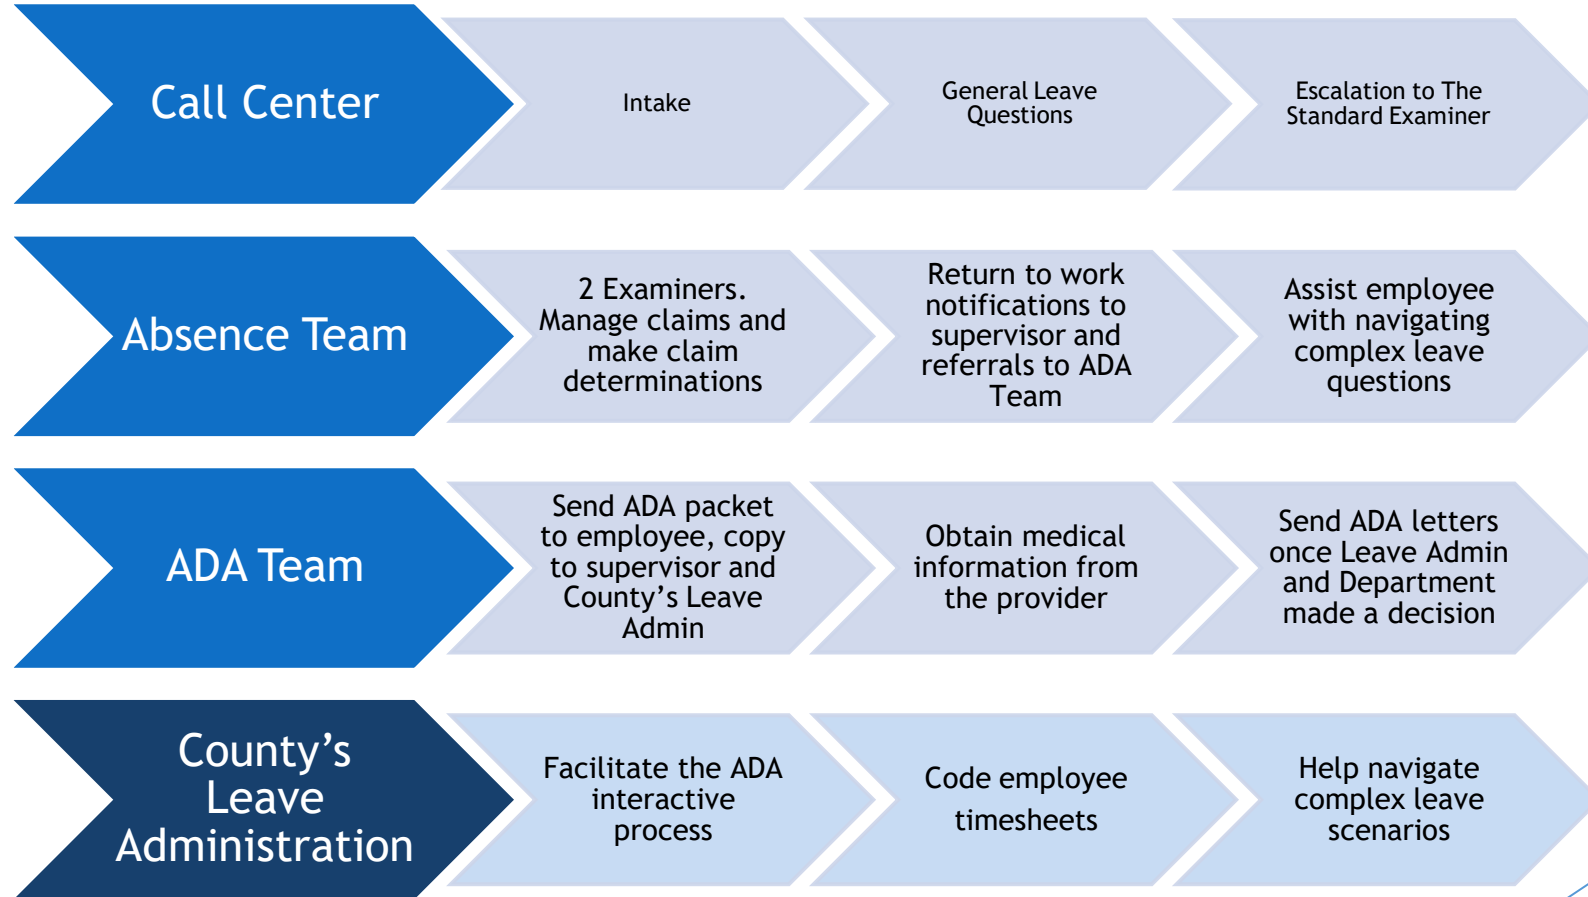 Call Center
Intake
General Leave
Questions
Escalation to The
Standard Examiner
Absence Team
2 Examiners.
Manage claims and
make claim
determinations
Return to work
notifications to
supervisor and
referrals to ADA
Team
Assist employee
with navigating
complex leave
questions
ADA Team
Send ADA packet
to employee, copy
to supervisor and
County’s Leave
Admin
Obtain medical
information from
the provider
Send ADA letters
once Leave Admin
and Department
made a decision
County’s
Leave
Administration
Facilitate the ADA
interactive
process
Code employee
timesheets
Help navigate
complex leave
scenarios